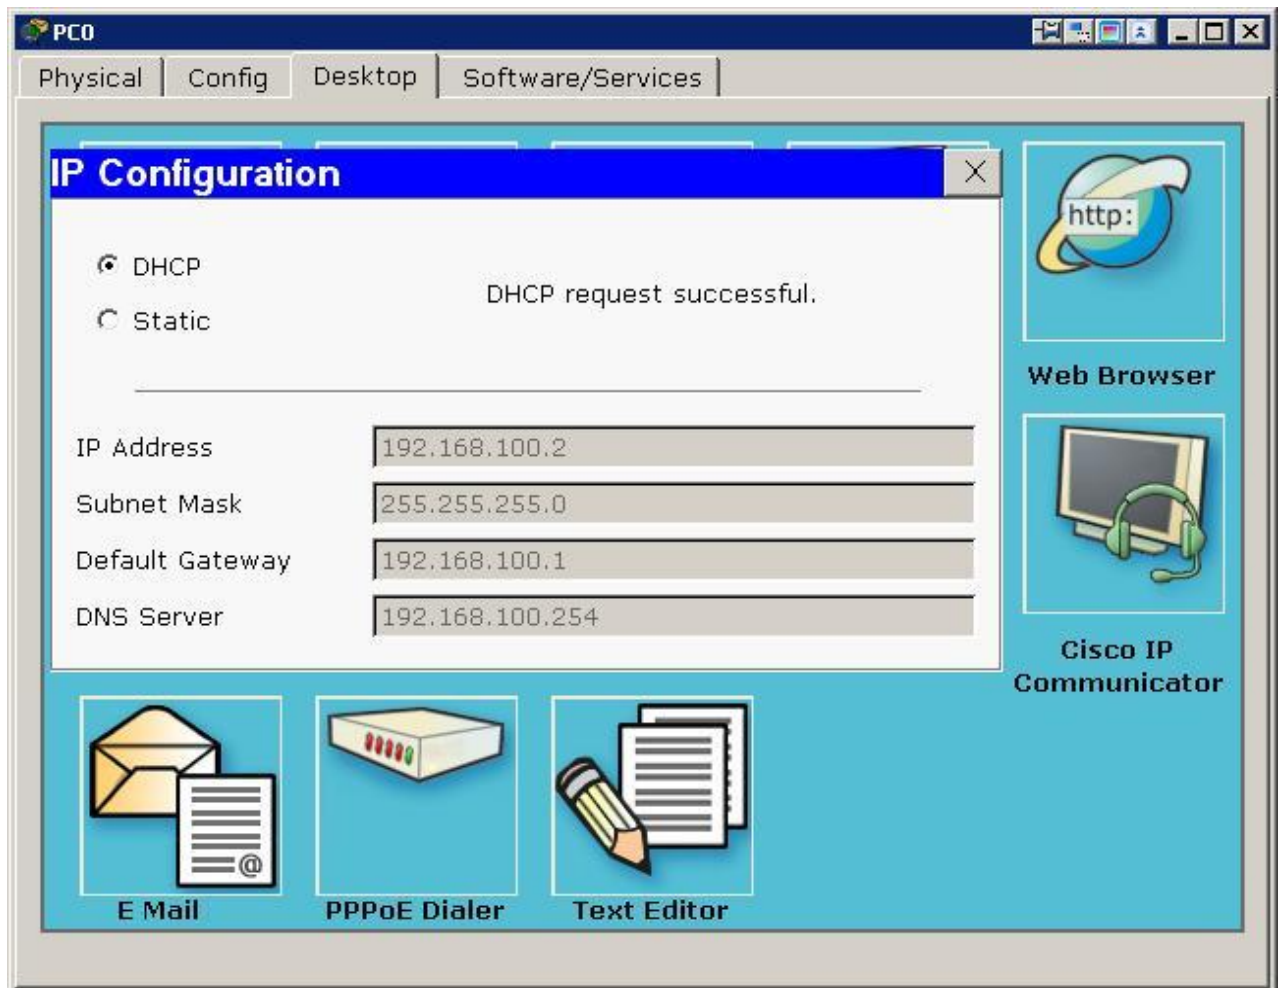 PC0
Physical Config Desktop Software/Services
IP Configuration
DHCP
Static
DHCP request successful.
IP Address 192.168.100.2
Subnet Mask 255.255.255.0
Default Gateway 192.168.100.1
DNS Server 192.168.100.254
http:
Web Browser
Cisco IP
Communicator
@
E Mail
PPPoE Dialer
Text Editor